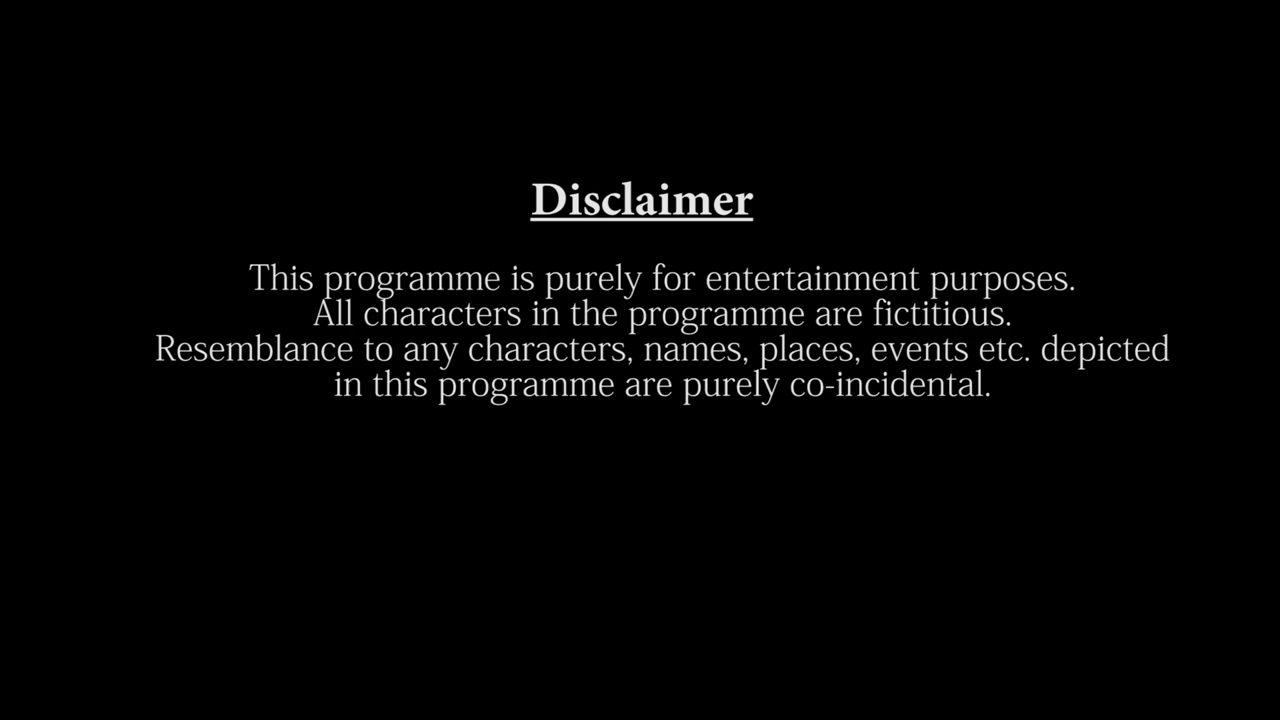 Disclaimer
This programme is purely for entertainment purposes.
All characters in the programme are fictitious.
Resemblance to any characters, names, places, events etc. depicted
in this programme are purely co-incidental.